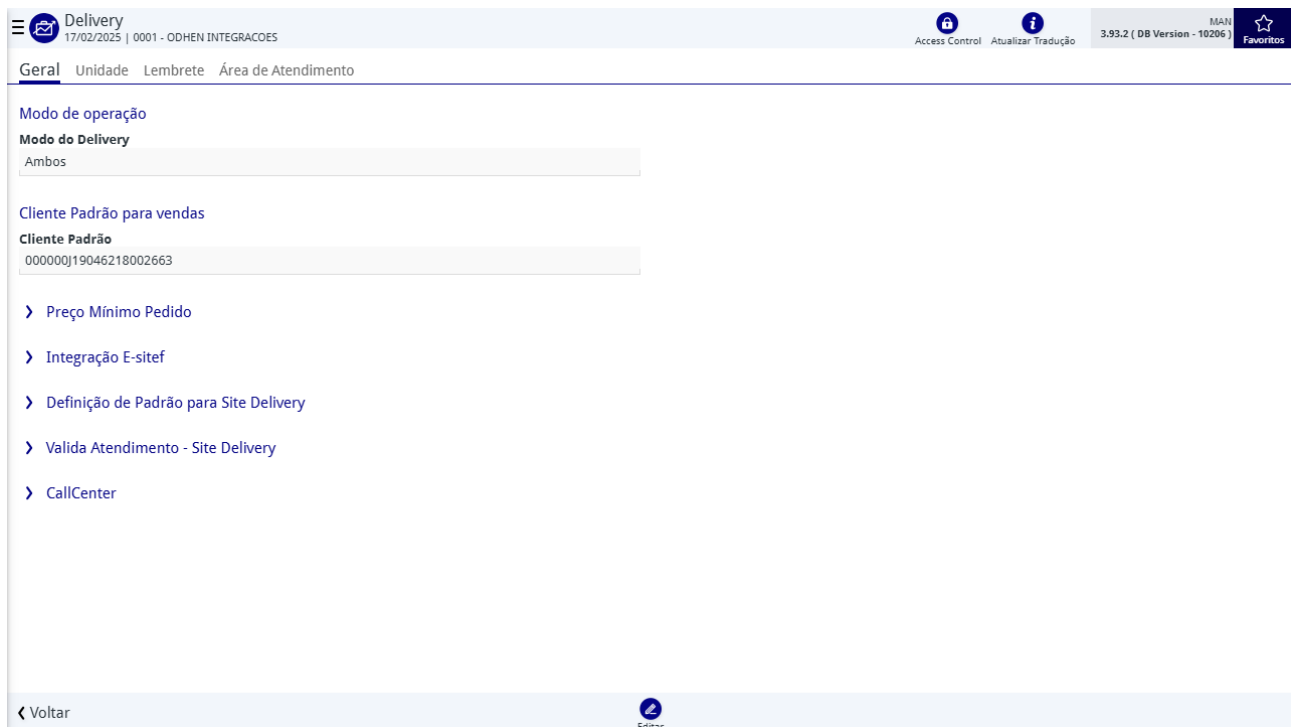 Delivery
17/02/2025 | 0001 - ODHEN INTEGRACOES
Access Control
Atualizar Tradução
MAN
3.93.2 ( DB Version - 10206 )
Favoritos
Geral Unidade Lembrete Área de Atendimento
Modo de operação
Modo do Delivery
Ambos
Cliente Padrão para vendas
Cliente Padrão
000000J19046218002663
Preço Mínimo Pedido
Integração E-sitef
Definição de Padrão para Site Delivery
Valida Atendimento - Site Delivery
CallCenter
Voltar
Editar